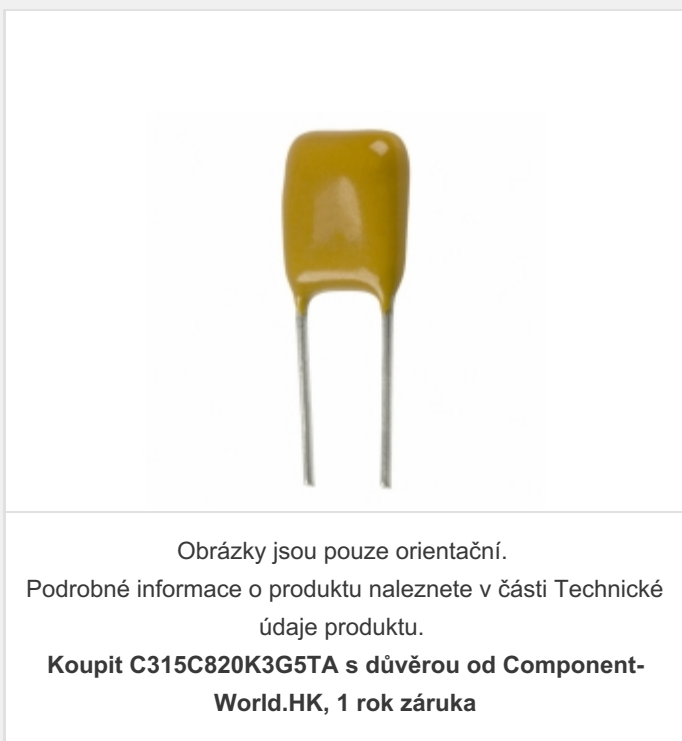 Obrázky jsou pouze orientační.
Podrobné informace o produktu naleznete v části Technické
údaje produktu.
Koupit C315C820K3G5TA s důvěrou od Component-
World.HK, 1 rok záruka